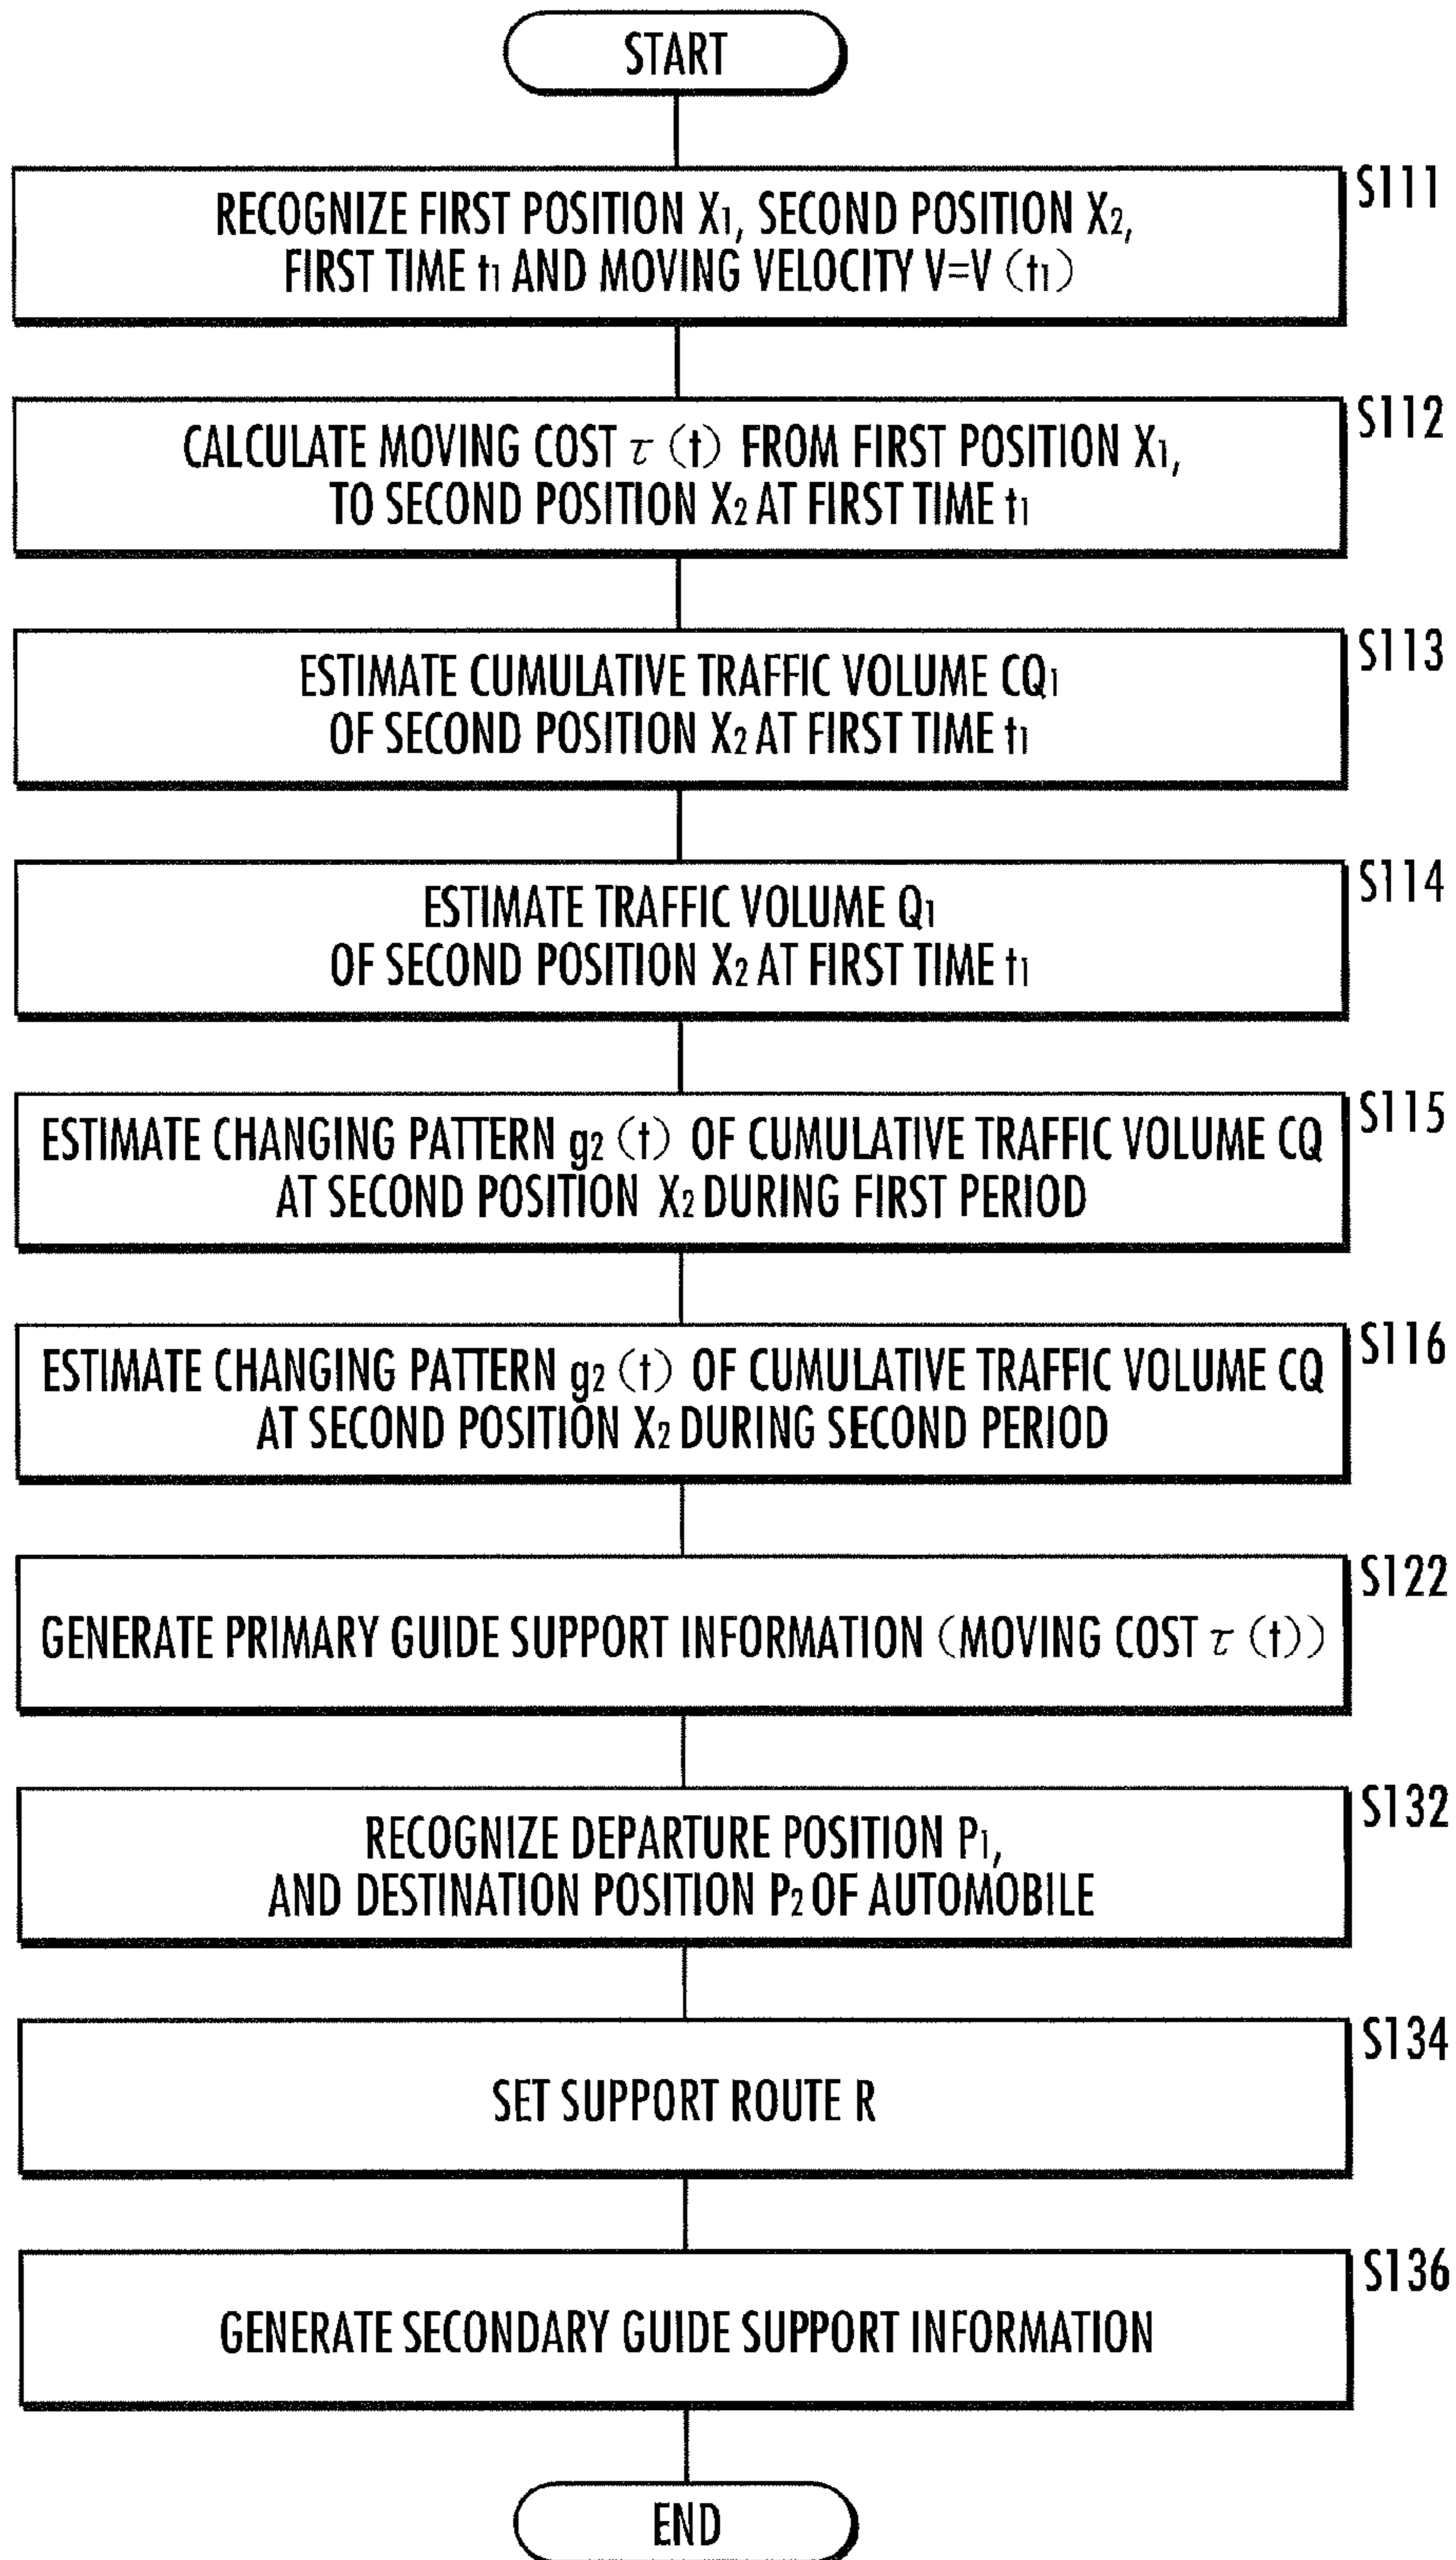 START
S111
RECOGNIZE FIRST POSITION X1, SECOND POSITION X2,
FIRST TIME t1 AND MOVING VELOCITY V=V (t1)
S112
CALCULATE MOVING COST τ (t) FROM FIRST POSITION X1,
TO SECOND POSITION X2 AT FIRST TIME t1
S113
ESTIMATE CUMULATIVE TRAFFIC VOLUME CQ1
OF SECOND POSITION X2 AT FIRST TIME t1
S114
ESTIMATE TRAFFIC VOLUME Q1
OF SECOND POSITION X2 AT FIRST TIME t1
S115
ESTIMATE CHANGING PATTERN g2 (t) OF CUMULATIVE TRAFFIC VOLUME CQ
AT SECOND POSITION X2 DURING FIRST PERIOD
S116
ESTIMATE CHANGING PATTERN g2 (t) OF CUMULATIVE TRAFFIC VOLUME CQ
AT SECOND POSITION X2 DURING SECOND PERIOD
S122
GENERATE PRIMARY GUIDE SUPPORT INFORMATION (MOVING COST τ (t))
S132
RECOGNIZE DEPARTURE POSITION P1,
AND DESTINATION POSITION P2 OF AUTOMOBILE
S134
SET SUPPORT ROUTE R
S136
GENERATE SECONDARY GUIDE SUPPORT INFORMATION
END